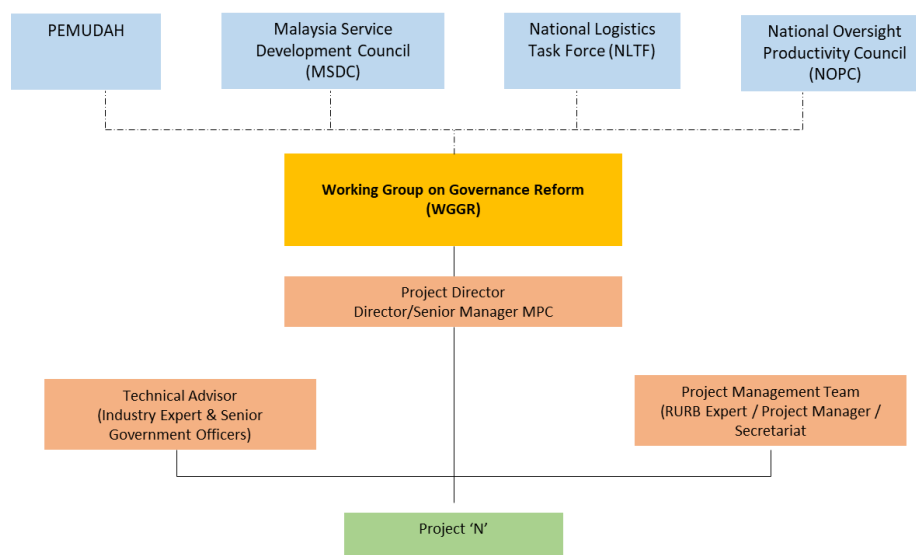 PEMUDAH
Malaysia Service
Development Council
(MSDC)
National Logistics
Task Force (NLTF)
National Oversight
Productivity Council
(NOPC)
Working Group on Governance Reform
(WGGR)
Project Director
Director/Senior Manager MPC
Technical Advisor
(Industry Expert & Senior
Government Officers)
Project Management Team
(RURB Expert / Project Manager /
Secretariat
Project ‘N’